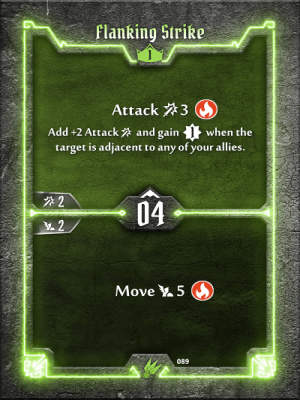 Flanking Strike
1
Attack 3
Add +2 Attack and gain 1 when the
target is adjacent to any of your allies.
2
04
2
Move 5
089